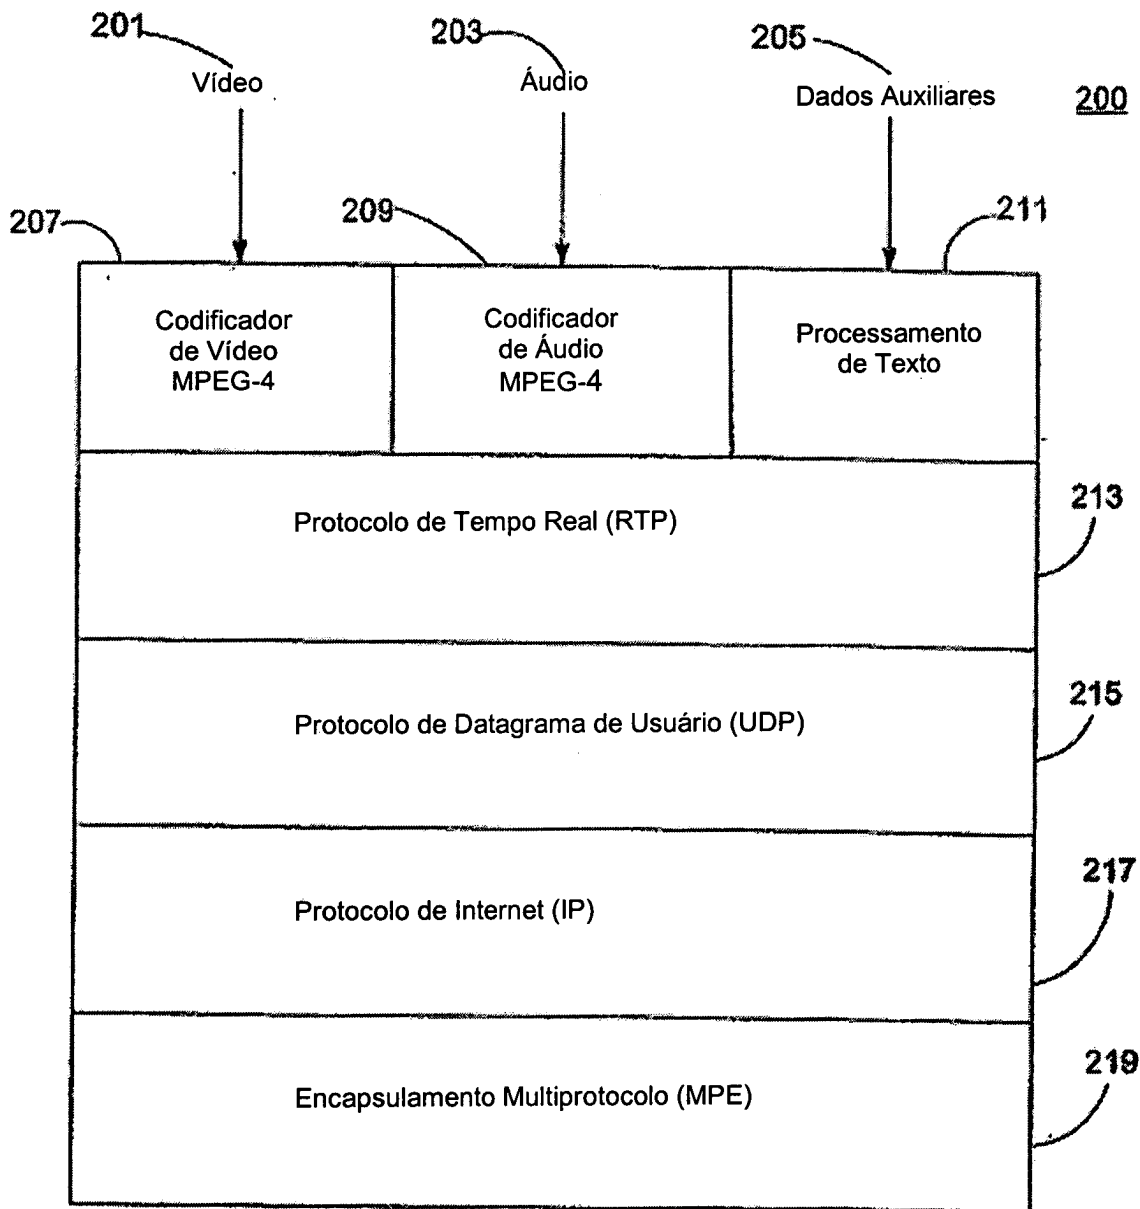 201
203
205
Vídeo
Áudio
Dados Auxiliares
200
207
209
211
Codificador
de Vídeo
MPEG-4
Codificador
de Áudio
MPEG-4
Processamento
de Texto
Protocolo de Tempo Real (RTP)
213
Protocolo de Datagrama de Usuário (UDP)
215
Protocolo de Internet (IP)
217
Encapsulamento Multiprotocolo (MPE)
219